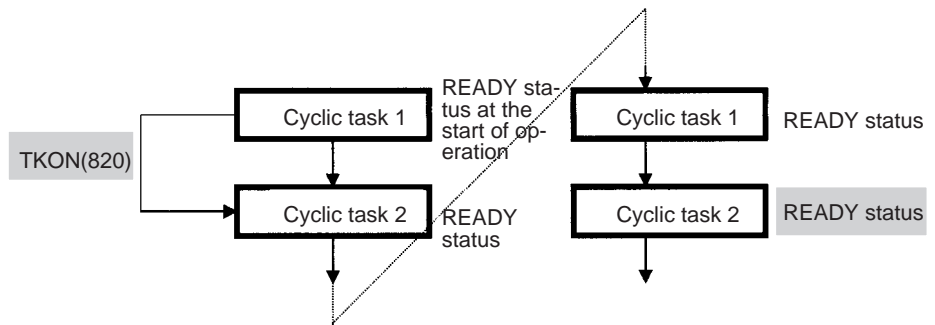 Cyclic task 1
READY sta-
tus at the
start of op-
eration
TKON(820)
Cyclic task 2
READY
status
Cyclic task 1
READY status
Cyclic task 2
READY status